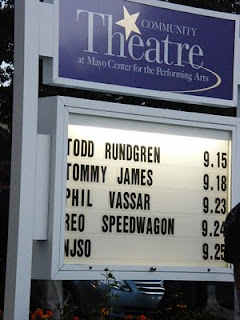 COMMUNITY
Theatre
at Mayo Center for the Performing Arts
TODD RUNDGREN 9.15
TOMMY JAMES 9.18
PHIL VASSAR 9.23
REO SPEEDWAGON 9.24
NJSO 9.25